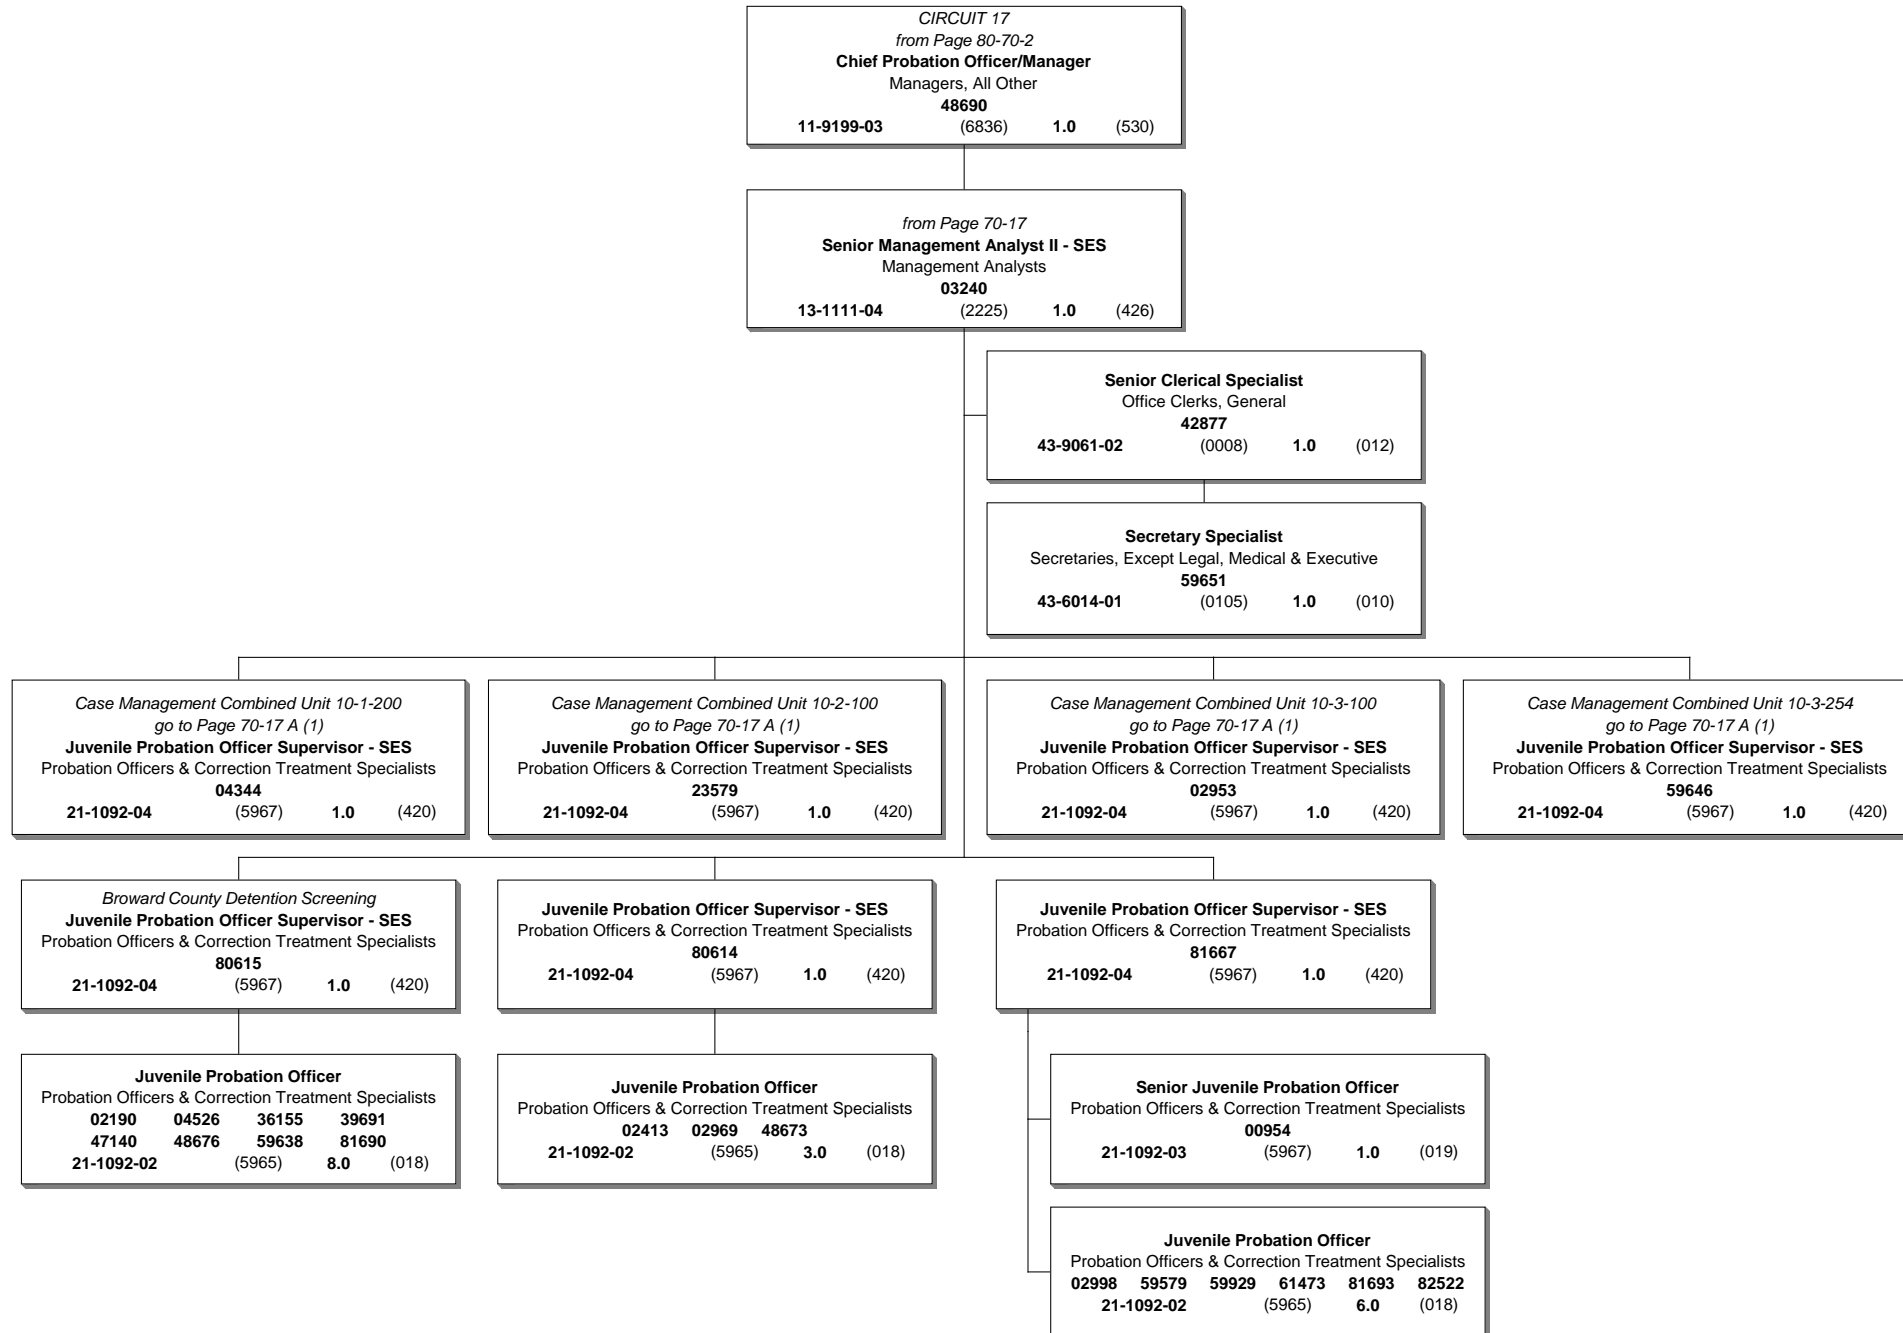 CIRCUIT 17
from Page 80-70-2
Chief Probation Officer/Manager
Managers, All Other
48690
11-9199-03 (6836) 1.0 (530)
from Page 70-17
Senior Management Analyst II - SES
Management Analysts
03240
13-1111-04 (2225) 1.0 (426)
Senior Clerical Specialist
Office Clerks, General
42877
43-9061-02 (0008) 1.0 (012)
Secretary Specialist
Secretaries, Except Legal, Medical & Executive
59651
43-6014-01 (0105) 1.0 (010)
Case Management Combined Unit 10-1-200
go to Page 70-17 A (1)
Juvenile Probation Officer Supervisor - SES
Probation Officers & Correction Treatment Specialists
04344
21-1092-04 (5967) 1.0 (420)
Case Management Combined Unit 10-2-100
go to Page 70-17 A (1)
Juvenile Probation Officer Supervisor - SES
Probation Officers & Correction Treatment Specialists
23579
21-1092-04 (5967) 1.0 (420)
Case Management Combined Unit 10-3-100
go to Page 70-17 A (1)
Juvenile Probation Officer Supervisor - SES
Probation Officers & Correction Treatment Specialists
02953
21-1092-04 (5967) 1.0 (420)
Case Management Combined Unit 10-3-254
go to Page 70-17 A (1)
Juvenile Probation Officer Supervisor - SES
Probation Officers & Correction Treatment Specialists
59646
21-1092-04 (5967) 1.0 (420)
Broward County Detention Screening
Juvenile Probation Officer Supervisor - SES
Probation Officers & Correction Treatment Specialists
80615
21-1092-04 (5967) 1.0 (420)
Juvenile Probation Officer Supervisor - SES
Probation Officers & Correction Treatment Specialists
80614
21-1092-04 (5967) 1.0 (420)
Juvenile Probation Officer Supervisor - SES
Probation Officers & Correction Treatment Specialists
81667
21-1092-04 (5967) 1.0 (420)
Juvenile Probation Officer
Probation Officers & Correction Treatment Specialists
02190 04526 36155 39691
47140 48676 59638 81690
21-1092-02 (5965) 8.0 (018)
Juvenile Probation Officer
Probation Officers & Correction Treatment Specialists
02413 02969 48673
21-1092-02 (5965) 3.0 (018)
Senior Juvenile Probation Officer
Probation Officers & Correction Treatment Specialists
00954
21-1092-03 (5967) 1.0 (019)
Juvenile Probation Officer
Probation Officers & Correction Treatment Specialists
02998 59579 59929 61473 81693 82522
21-1092-02 (5965) 6.0 (018)